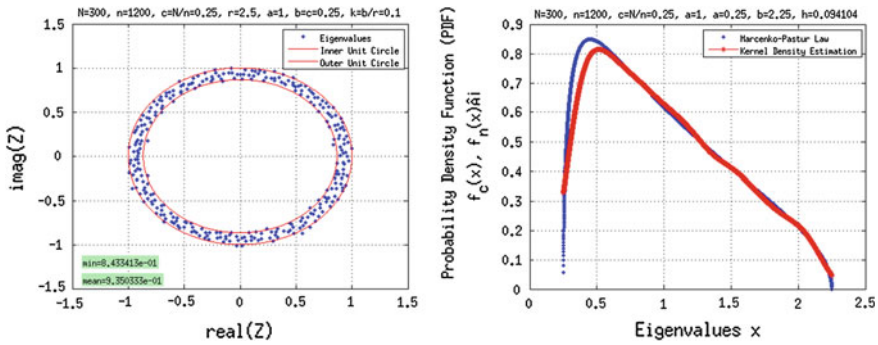 N=300, n=1200, c=N/n=0.25, r=2.5, a=1, b=c=0.25, k=b/r=0.1
Eigenvalues
Inner Unit Circle
Outer Unit Circle
imag(Z)
1.5
1
0.5
0
-0.5
-1
-1.5
min=8.433413e-01
mean=9.350333e-01
-1.5 -1 -0.5 0 0.5 1 1.5
real(Z)
N=300, n=1200, c=N/n=0.25, a=1, a=0.25, b=2.25, h=0.094104
Marcenko-Pastur Law
Kernel Density Estimation
Probability Density Function (PDF)
f_c(x), f_n(x)Âi
0.9
0.8
0.7
0.6
0.5
0.4
0.3
0.2
0.1
0
0 0.5 1 1.5 2 2.5
Eigenvalues x